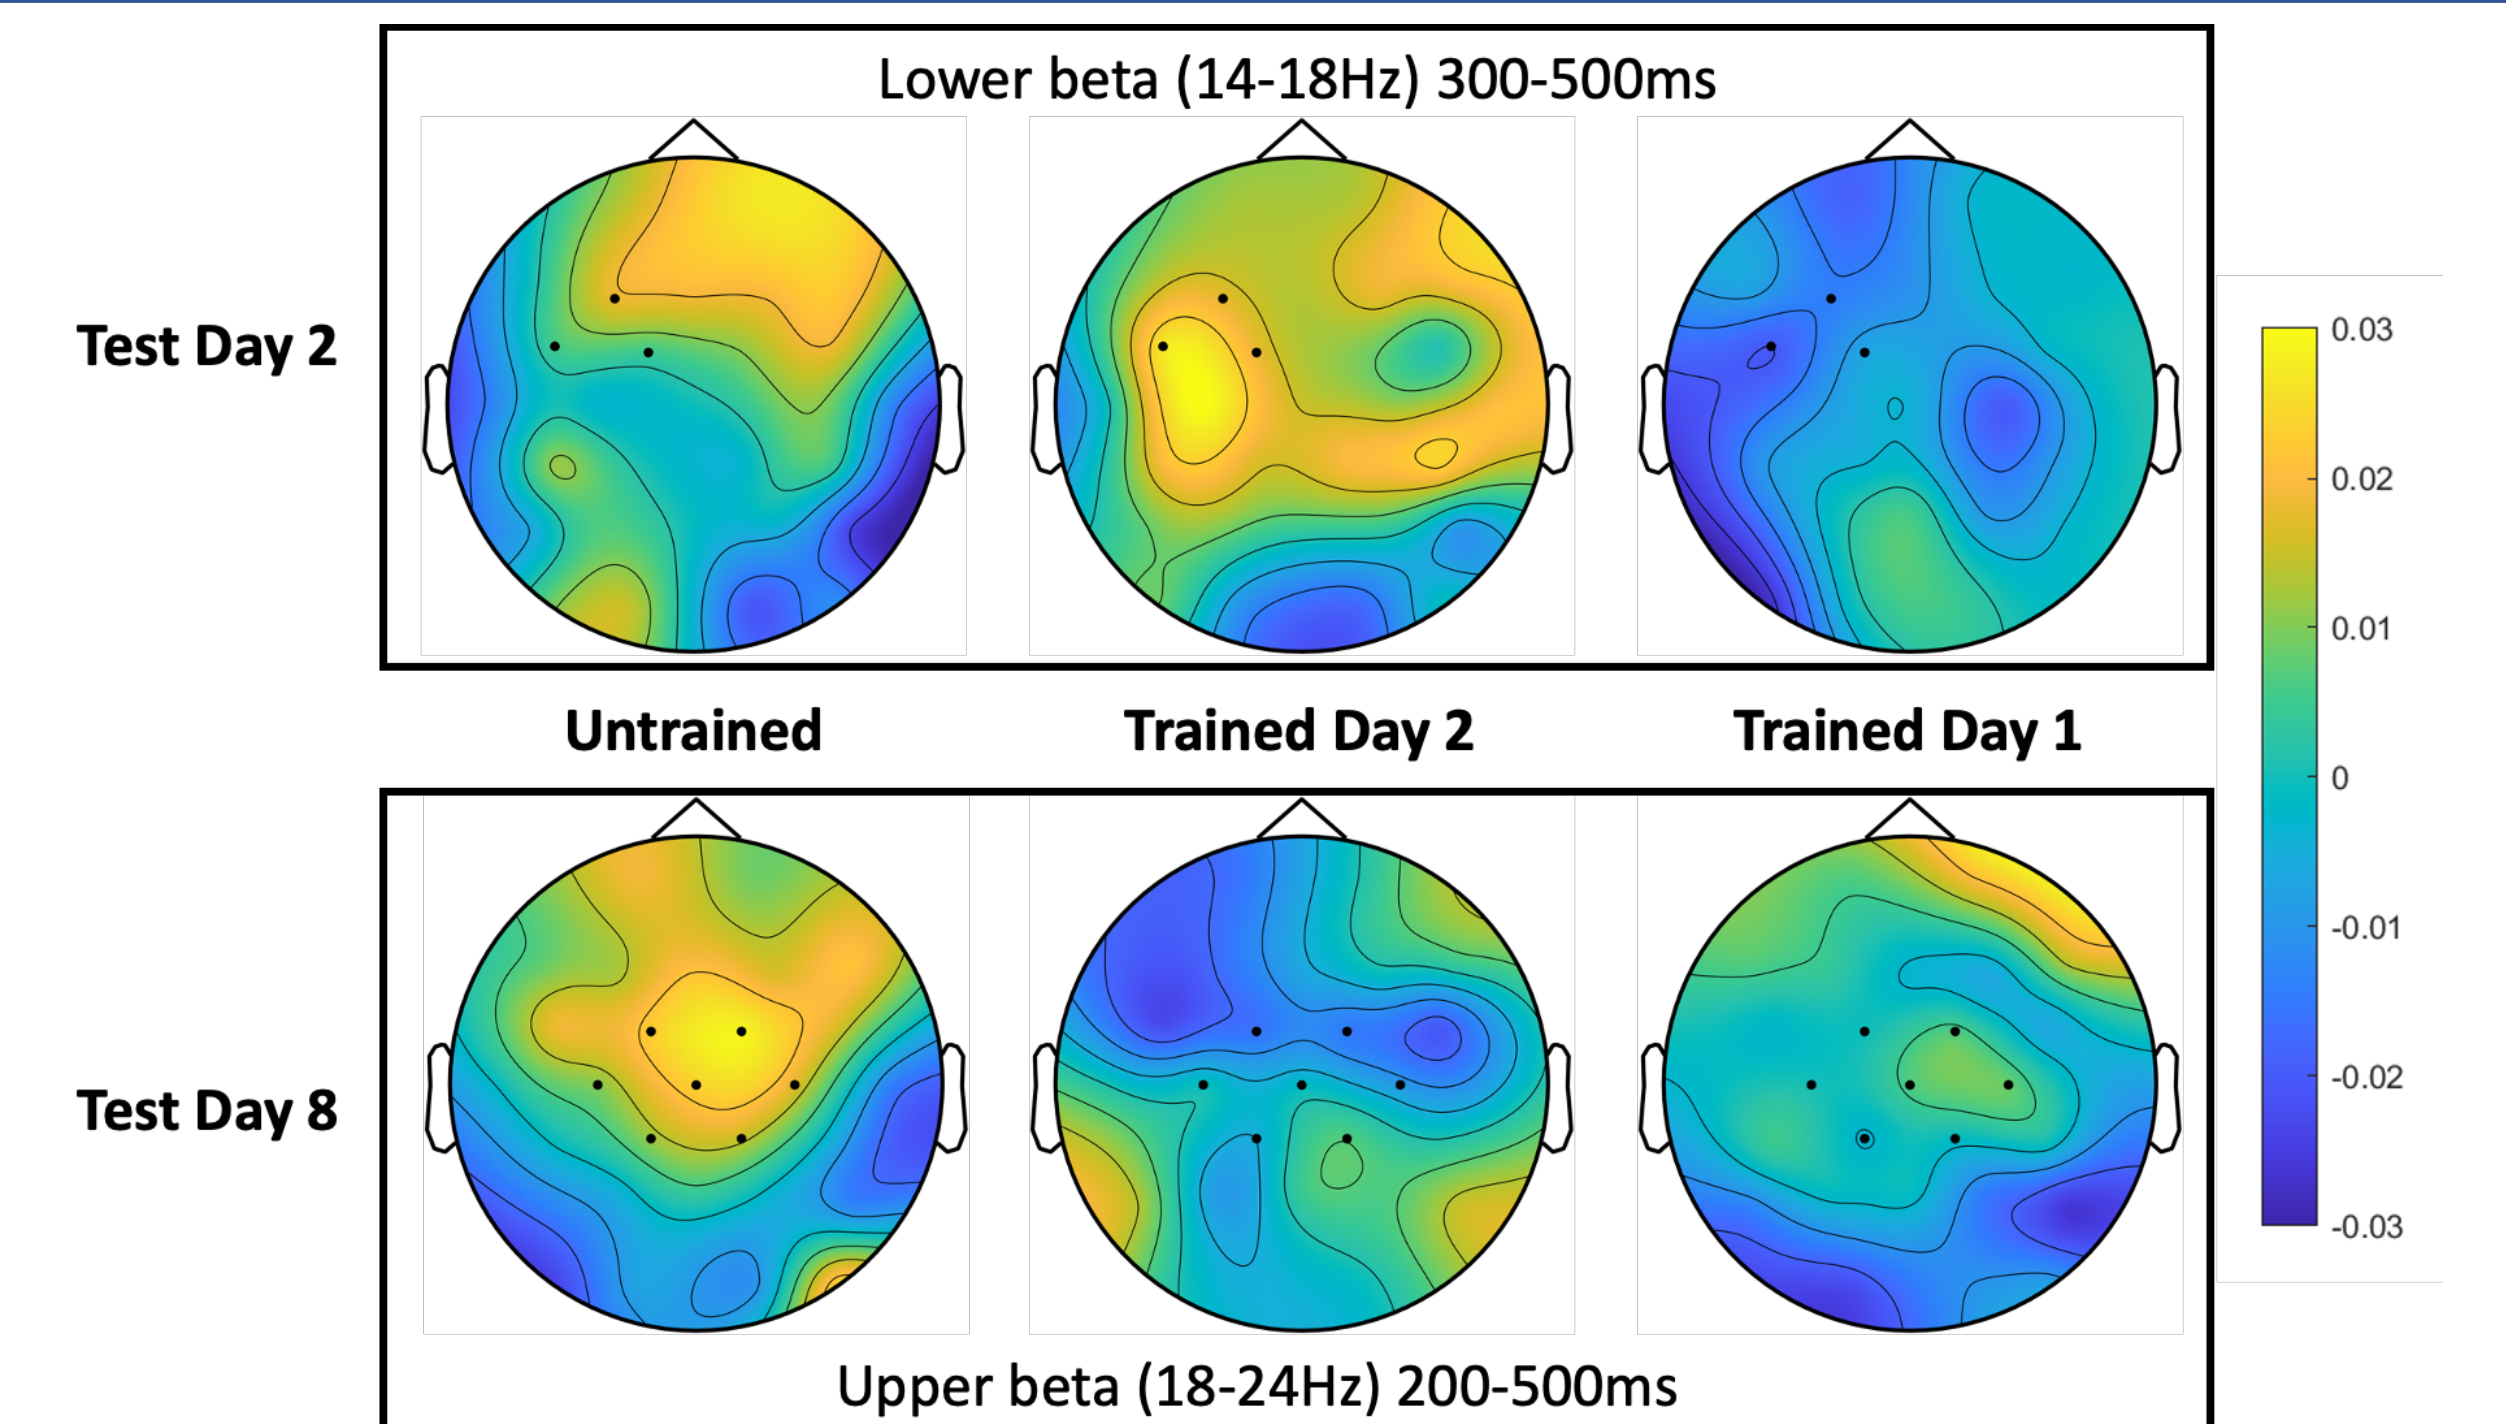 Lower beta (14-18Hz) 300-500ms
Test Day 2
Untrained
Trained Day 2
Trained Day 1
Test Day 8
Upper beta (18-24Hz) 200-500ms
0.03
0.02
0.01
0
-0.01
-0.02
-0.03